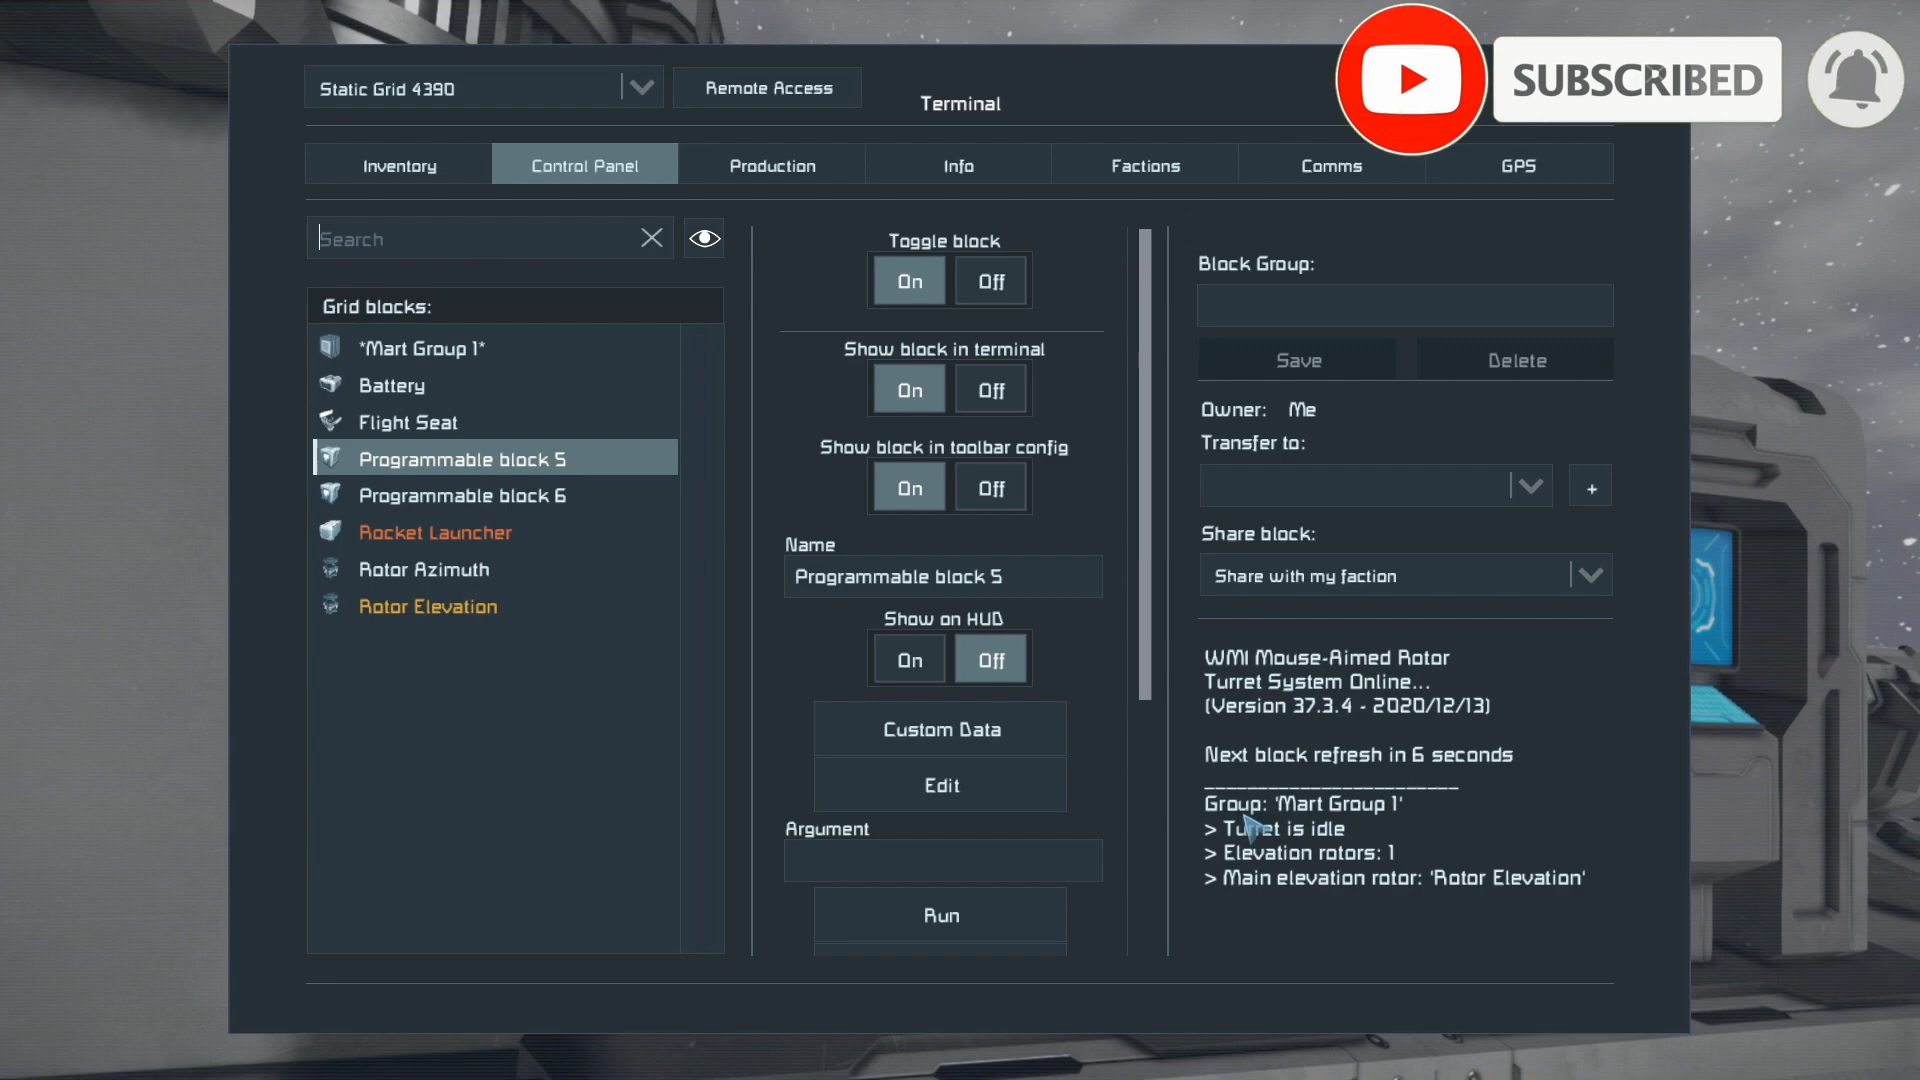 SUBSCRIBED
Static Grid 4390
Remote Access
Terminal
Inventory
Control Panel
Production
Info
Factions
Comms
GPS
Search
Grid blocks:
*Mart Group 1*
Battery
Flight Seat
Programmable block 5
Programmable block 6
Rocket Launcher
Rotor Azimuth
Rotor Elevation
Toggle block
On Off
Show block in terminal
On Off
Show block in toolbar config
On Off
Name
Programmable block 5
Show on HUD
On Off
Custom Data
Edit
Argument
Run
Block Group:
Save Delete
Owner: Me
Transfer to:
+
Share block:
Share with my faction
WMI Mouse-Aimed Rotor
Turret System Online...
(Version 37.3.4 - 2020/12/13)
Next block refresh in 6 seconds
________________________
Group: 'Mart Group 1'
> Turret is idle
> Elevation rotors: 1
> Main elevation rotor: 'Rotor Elevation'